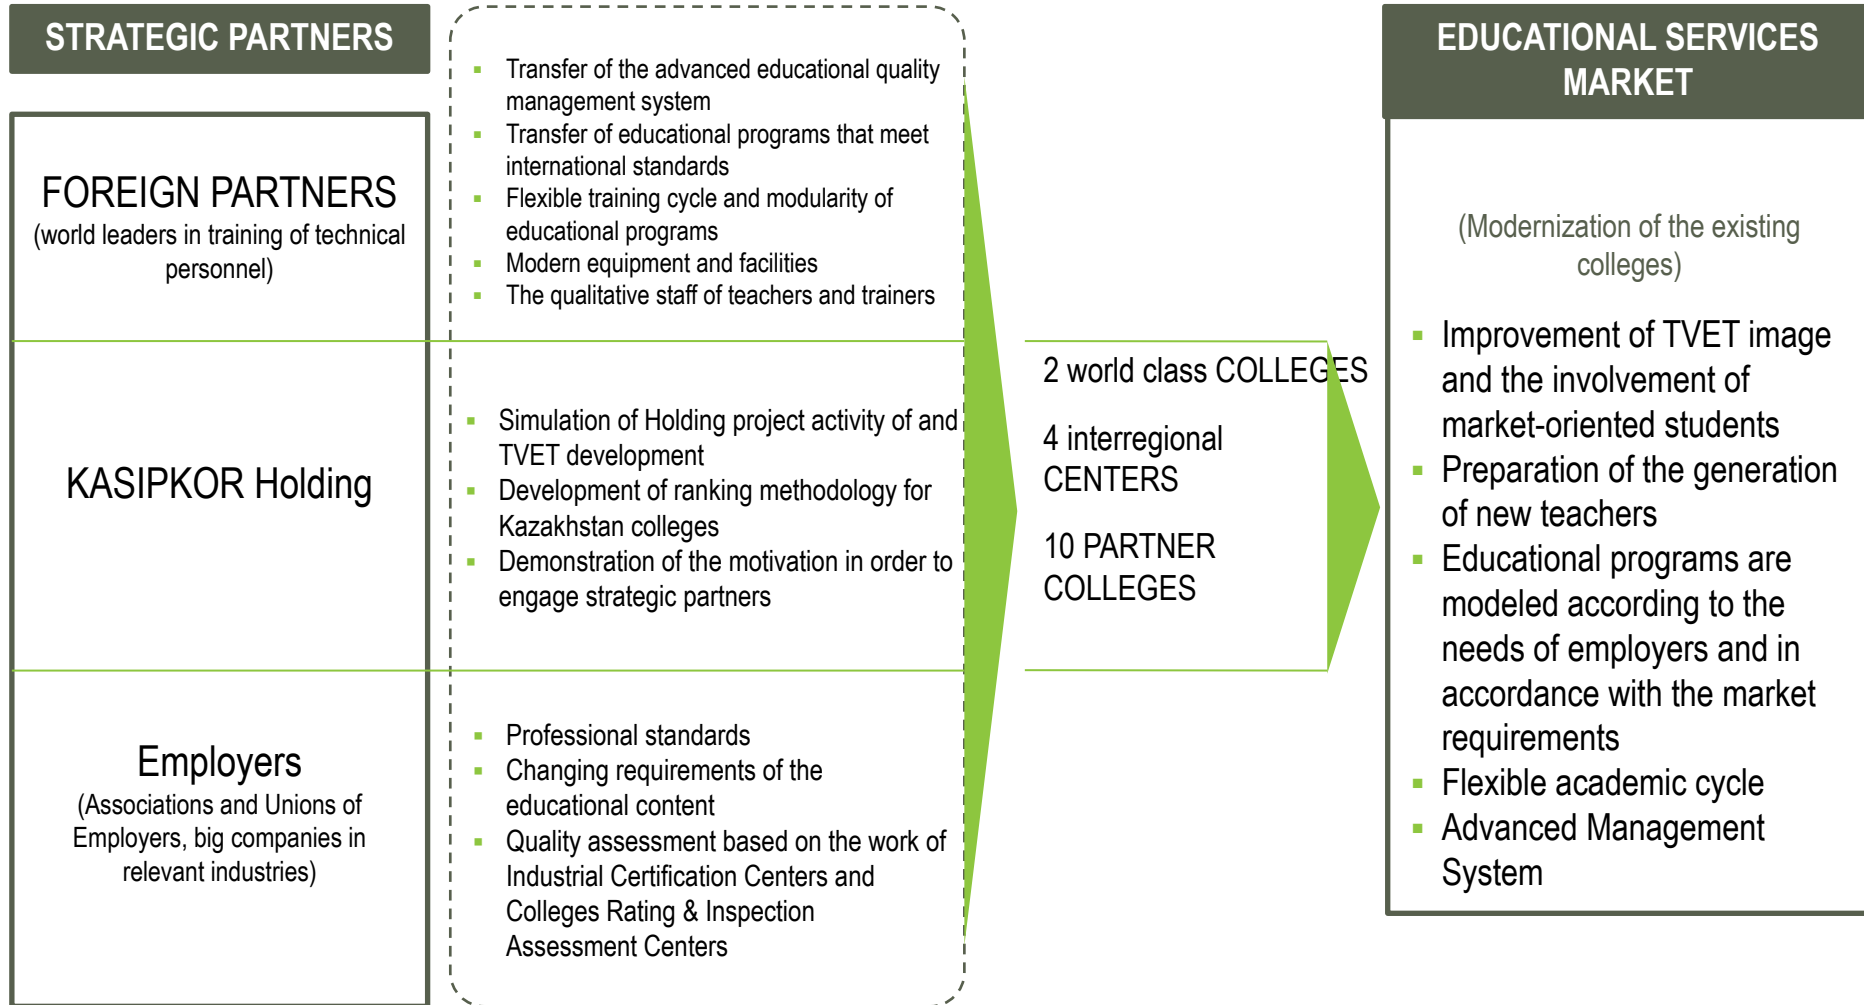 STRATEGIC PARTNERS
FOREIGN PARTNERS
(world leaders in training of technical
personnel)
KASIPKOR Holding
Employers
(Associations and Unions of
Employers, big companies in
relevant industries)
▪ Transfer of the advanced educational quality
management system
▪ Transfer of educational programs that meet
international standards
▪ Flexible training cycle and modularity of
educational programs
▪ Modern equipment and facilities
▪ The qualitative staff of teachers and trainers
▪ Simulation of Holding project activity of and
TVET development
▪ Development of ranking methodology for
Kazakhstan colleges
▪ Demonstration of the motivation in order to
engage strategic partners
▪ Professional standards
▪ Changing requirements of the
educational content
▪ Quality assessment based on the work of
Industrial Certification Centers and
Colleges Rating & Inspection
Assessment Centers
2 world class COLLEGES
4 interregional
CENTERS
10 PARTNER
COLLEGES
EDUCATIONAL SERVICES
MARKET
(Modernization of the existing
colleges)
▪ Improvement of TVET image
and the involvement of
market-oriented students
▪ Preparation of the generation
of new teachers
▪ Educational programs are
modeled according to the
needs of employers and in
accordance with the market
requirements
▪ Flexible academic cycle
▪ Advanced Management
System